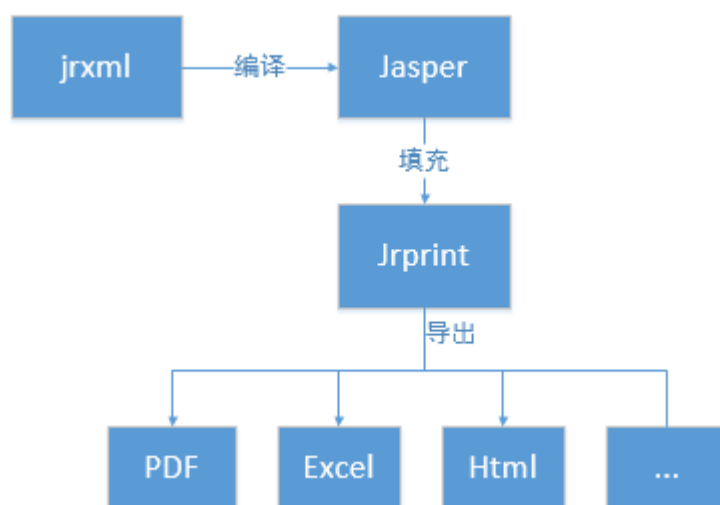 jrxml
编译
Jasper
填充
Jrprint
导出
PDF
Excel
Html
...